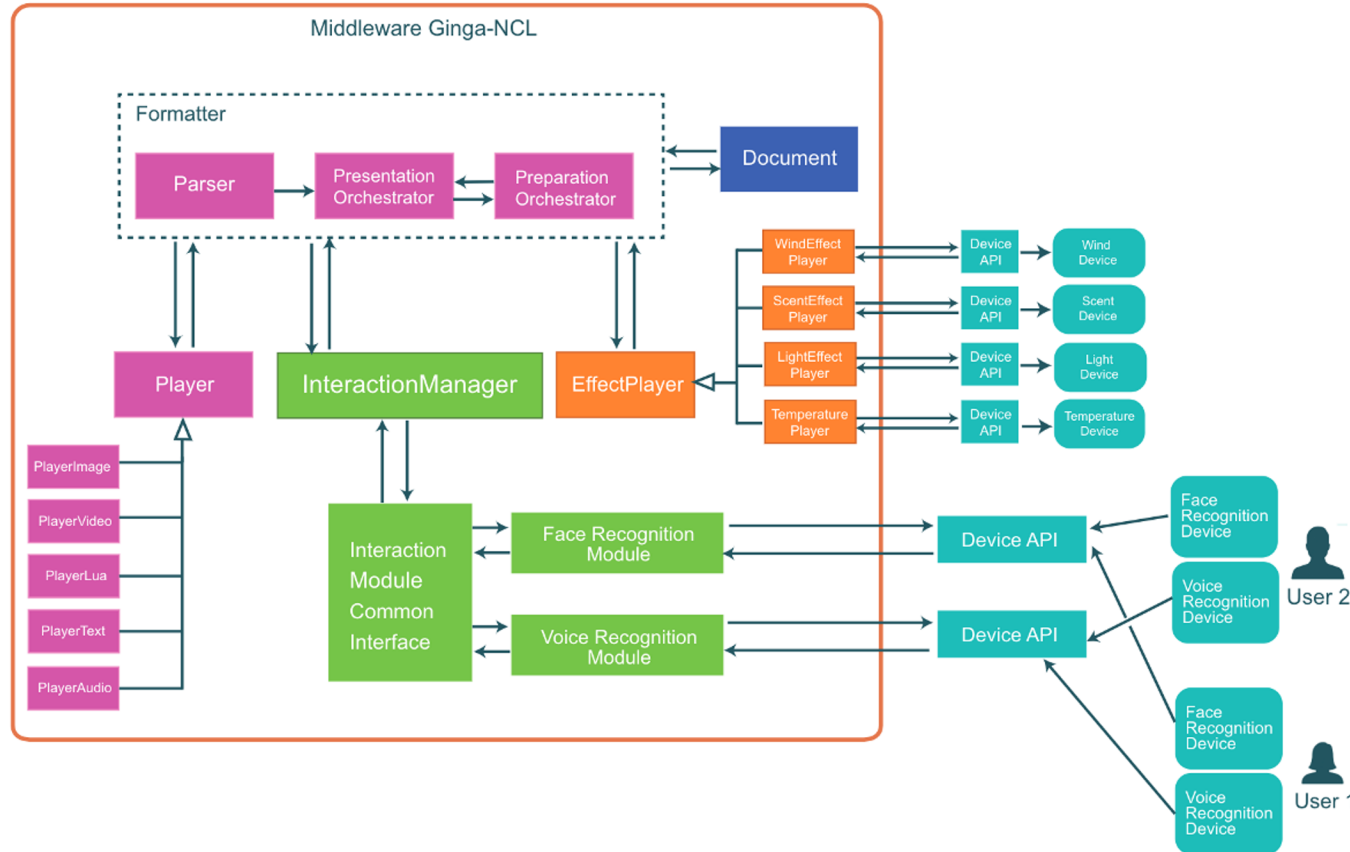 Middleware Ginga-NCL
Formatter
Parser
Presentation
Orchestrator
Preparation
Orchestrator
Document
WindEffect
Player
Device
API
Wind
Device
ScentEffect
Player
Device
API
Scent
Device
LightEffect
Player
Device
API
Light
Device
Temperature
Player
Device
API
Temperature
Device
Player
InteractionManager
EffectPlayer
PlayerImage
PlayerVideo
PlayerLua
PlayerText
PlayerAudio
Interaction
Module
Common
Interface
Face Recognition
Module
Voice Recognition
Module
Device API
Device API
Face
Recognition
Device
Voice
Recognition
Device
User 2
Face
Recognition
Device
Voice
Recognition
Device
User 1